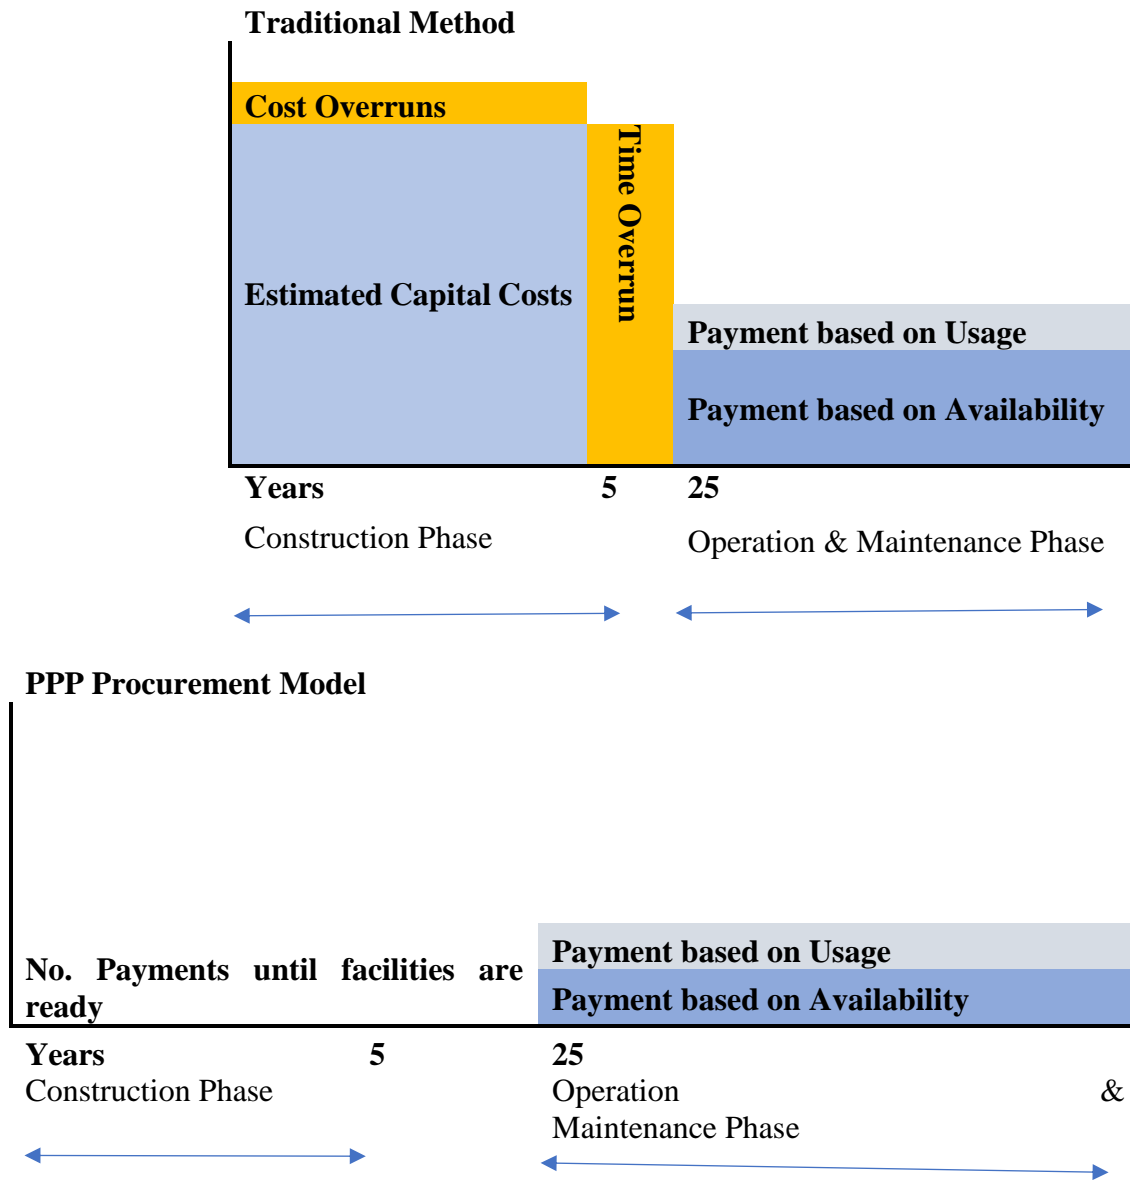 Traditional Method
Cost Overruns
Time Overrun
Estimated Capital Costs
Payment based on Usage
Payment based on Availability
Years 5 25
Construction Phase
Operation & Maintenance Phase
PPP Procurement Model
No. Payments until facilities are
ready
Payment based on Usage
Payment based on Availability
Years 5 25
Construction Phase
Operation &
Maintenance Phase